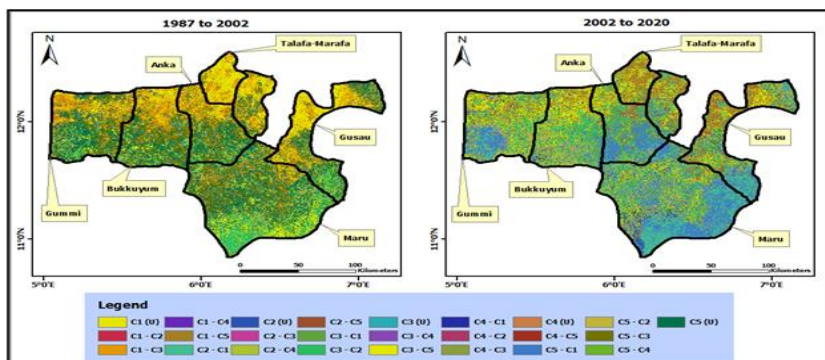 1987 to 2002
2002 to 2020
N
Talafa-Marafa
Anka
Gusau
Bukkuyum
Gummi
Maru
12°0'N
11°0'N
0 50 100
Kilometers
5°0'E 6°0'E 7°0'E
N
Talafa-Marafa
Anka
Gusau
Bukkuyum
Gummi
Maru
12°0'N
11°0'N
0 50 100
Kilometers
5°0'E 6°0'E 7°0'E
Legend
C1 (U) C1 - C4 C2 (U) C2 - C5 C3 (U) C4 - C1 C4 (U) C5 - C2 C5 (U)
C1 - C2 C1 - C5 C2 - C3 C3 - C1 C3 - C4 C4 - C2 C4 - C5 C5 - C3
C1 - C3 C2 - C1 C2 - C4 C3 - C2 C3 - C5 C4 - C3 C5 - C1 C5 - C4